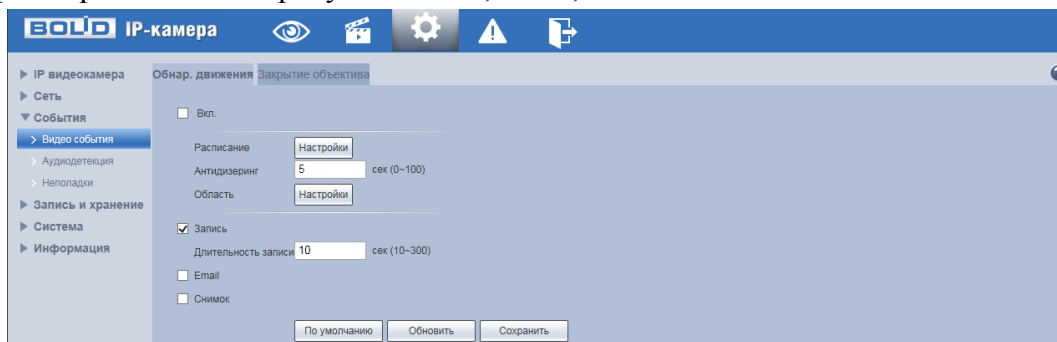 BOLID IP-камера
IP видеокамера
Сеть
События
Видео события
Аудиодетекция
Неполадки
Запись и хранение
Система
Информация
Обнар. движения Закрытие объектива
Вкл.
Расписание Настройки
Антидизеринг 5 сек (0~100)
Область Настройки
Запись
Длительность записи 10 сек (10~300)
Email
Снимок
По умолчанию Обновить Сохранить